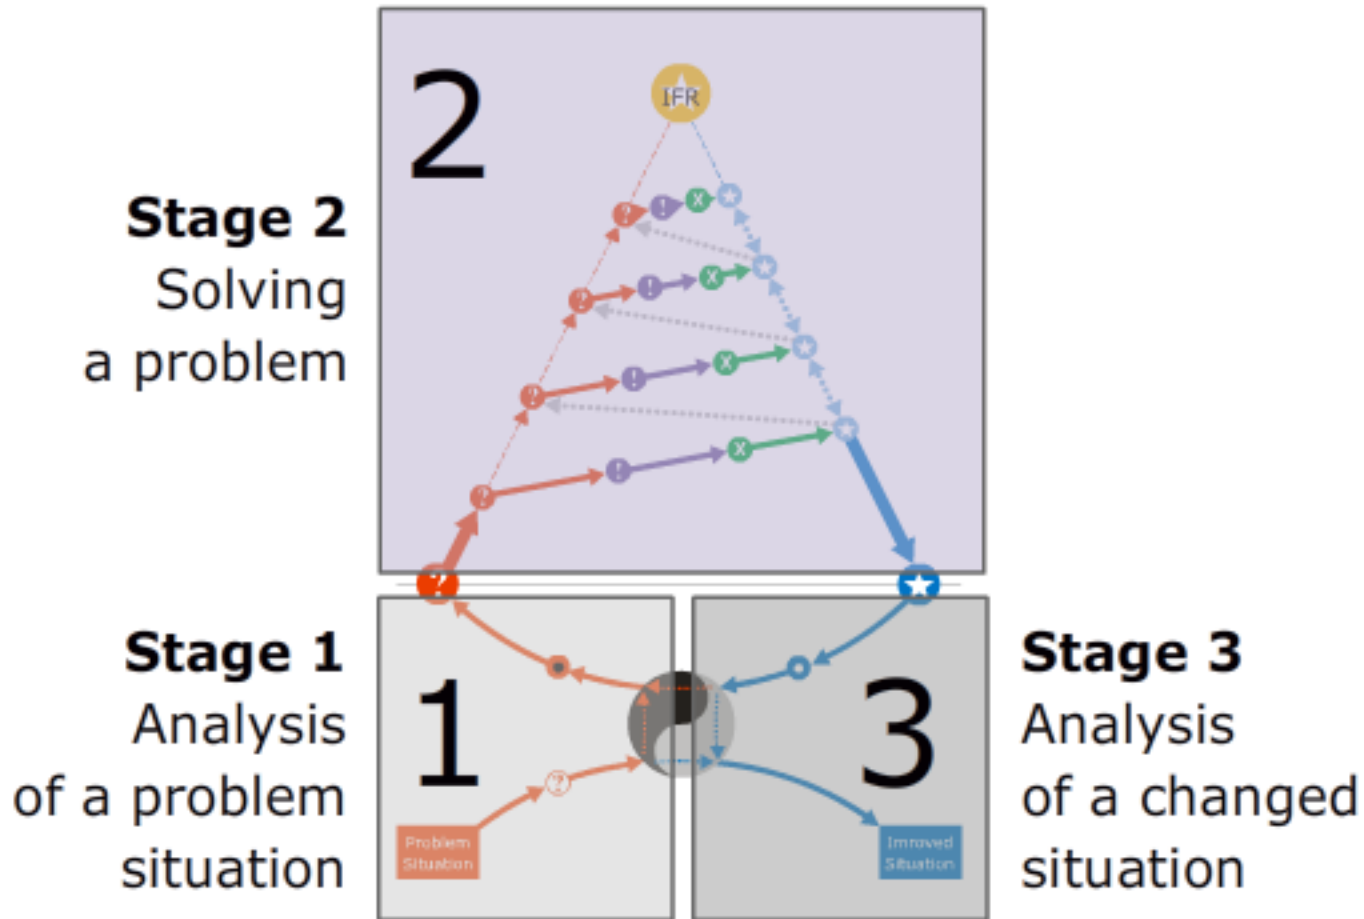 2
IFR
Stage 2
Solving
a problem
? ! X
? ! X
? ! X
? ! X
?
Stage 1
Analysis
of a problem
situation
1
?
Problem
Situation
3
Imroved
Situation
Stage 3
Analysis
of a changed
situation